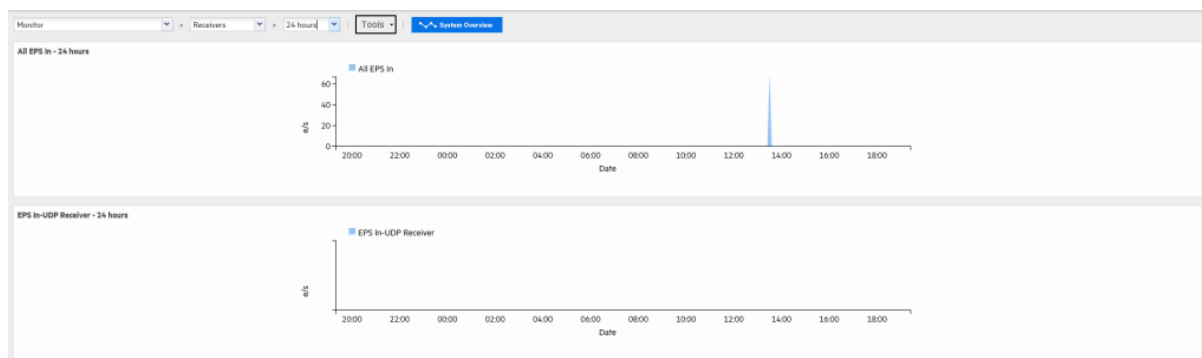 Monitor > Receivers > 24 hours | Tools | System Overview
All EPS In - 24 hours
All EPS In
60
40
20
0
e/s
20:00 22:00 00:00 02:00 04:00 06:00 08:00 10:00 12:00 14:00 16:00 18:00
Date
EPS In-UDP Receiver - 24 hours
EPS In-UDP Receiver
e/s
20:00 22:00 00:00 02:00 04:00 06:00 08:00 10:00 12:00 14:00 16:00 18:00
Date